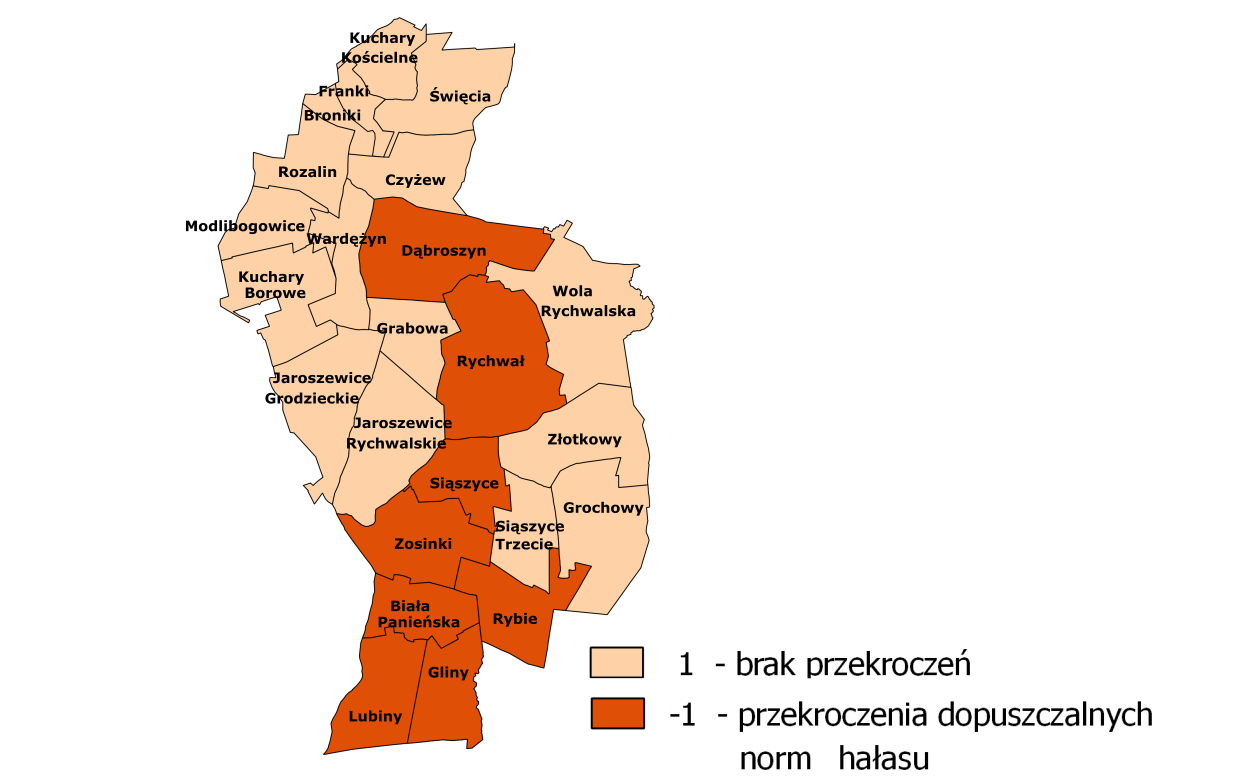 Kuchary
Kościelne
Franki
Święcia
Broniki
Rozalin
Czyżew
Modlibogowice
Wardężyn
Dąbroszyn
Kuchary
Borowe
Wola
Rychwalska
Grabowa
Rychwał
Jaroszewice
Grodzieckie
Jaroszewice
Rychwalskie
Złotkowy
Siąszyce
Grochowy
Siąszyce
Trzecie
Zosinki
Biała
Panieńska
Rybie
Gliny
Lubiny
1 - brak przekroczeń
-1 - przekroczenia dopuszczalnych
norm hałasu